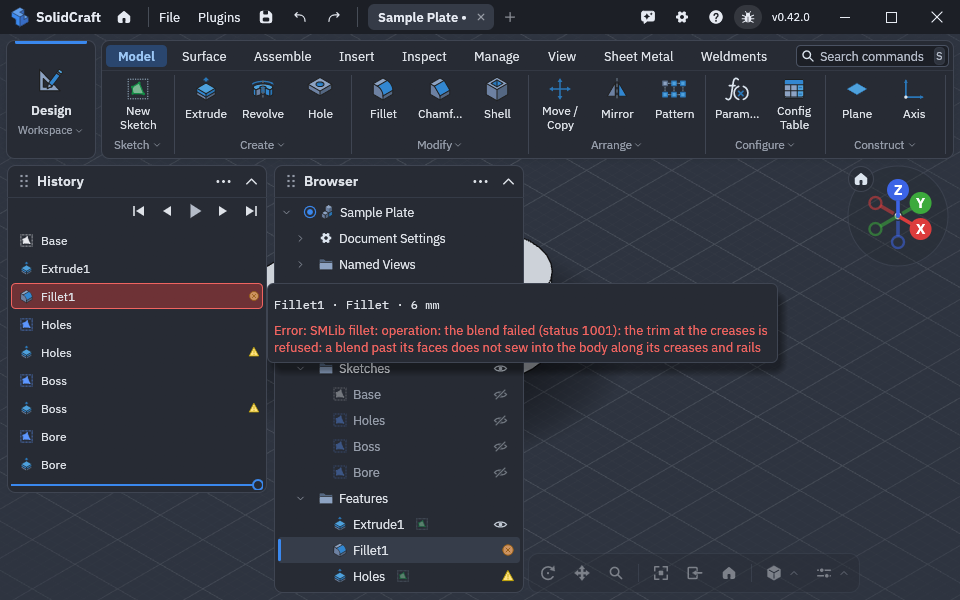 SolidCraft
File
Plugins
Sample Plate •
v0.42.0
Design
Workspace
Model
Surface
Assemble
Insert
Inspect
Manage
View
Sheet Metal
Weldments
Search commands
S
New Sketch
Extrude
Revolve
Hole
Fillet
Chamf...
Shell
Move / Copy
Mirror
Pattern
Param...
Config Table
Plane
Axis
Sketch
Create
Modify
Arrange
Configure
Construct
History
Base
Extrude1
Fillet1
Holes
Holes
Boss
Boss
Bore
Bore
Browser
Sample Plate
Document Settings
Named Views
Fillet1 · Fillet · 6 mm
Error: SMLib fillet: operation: the blend failed (status 1001): the trim at the creases is
refused: a blend past its faces does not sew into the body along its creases and rails
Sketches
Base
Holes
Boss
Bore
Features
Extrude1
Fillet1
Holes
Z
Y
X